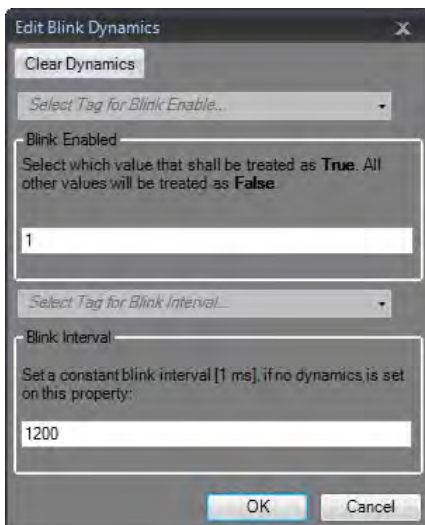 Edit Blink Dynamics
Clear Dynamics
Select Tag for Blink Enable...
Blink Enabled
Select which value that shall be treated as True. All
other values will be treated as False.
1
Select Tag for Blink Interval...
Blink Interval
Set a constant blink interval [1 ms], if no dynamics is set
on this property:
1200
OK
Cancel